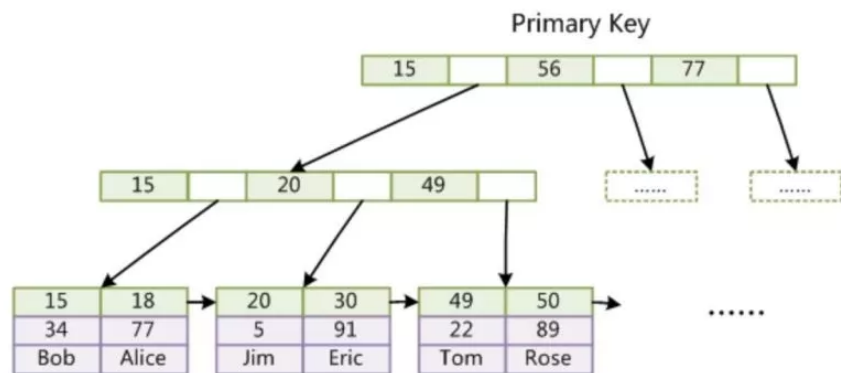 Primary Key
15 56 77
15 20 49 ...... ......
15 18 20 30 49 50
34 77 5 91 22 89 ......
Bob Alice Jim Eric Tom Rose